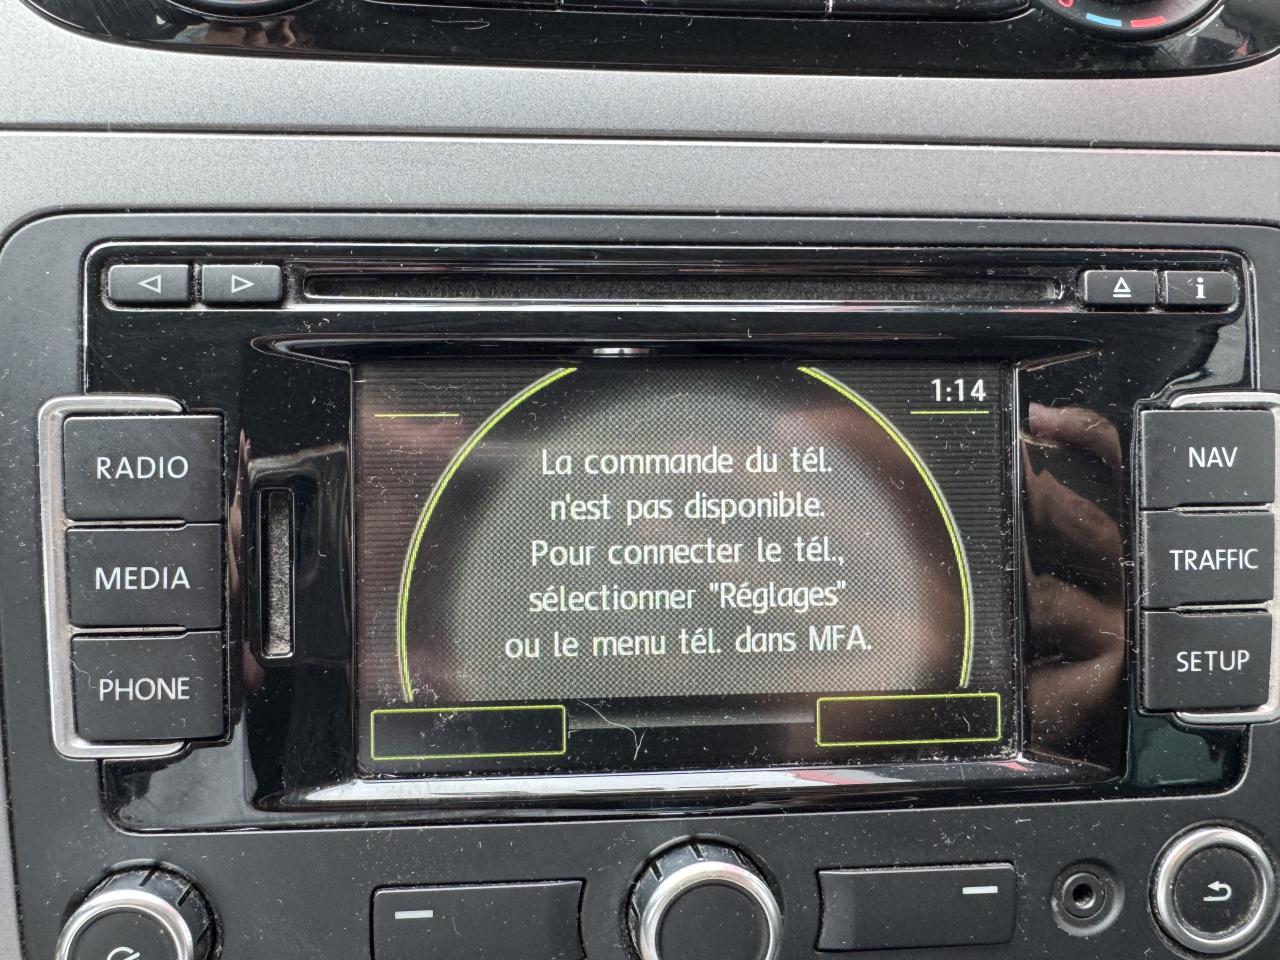 1:14
La commande du tél.
n'est pas disponible.
Pour connecter le tél.,
sélectionner "Réglages"
ou le menu tél. dans MFA.
RADIO
MEDIA
PHONE
NAV
TRAFFIC
SETUP
i